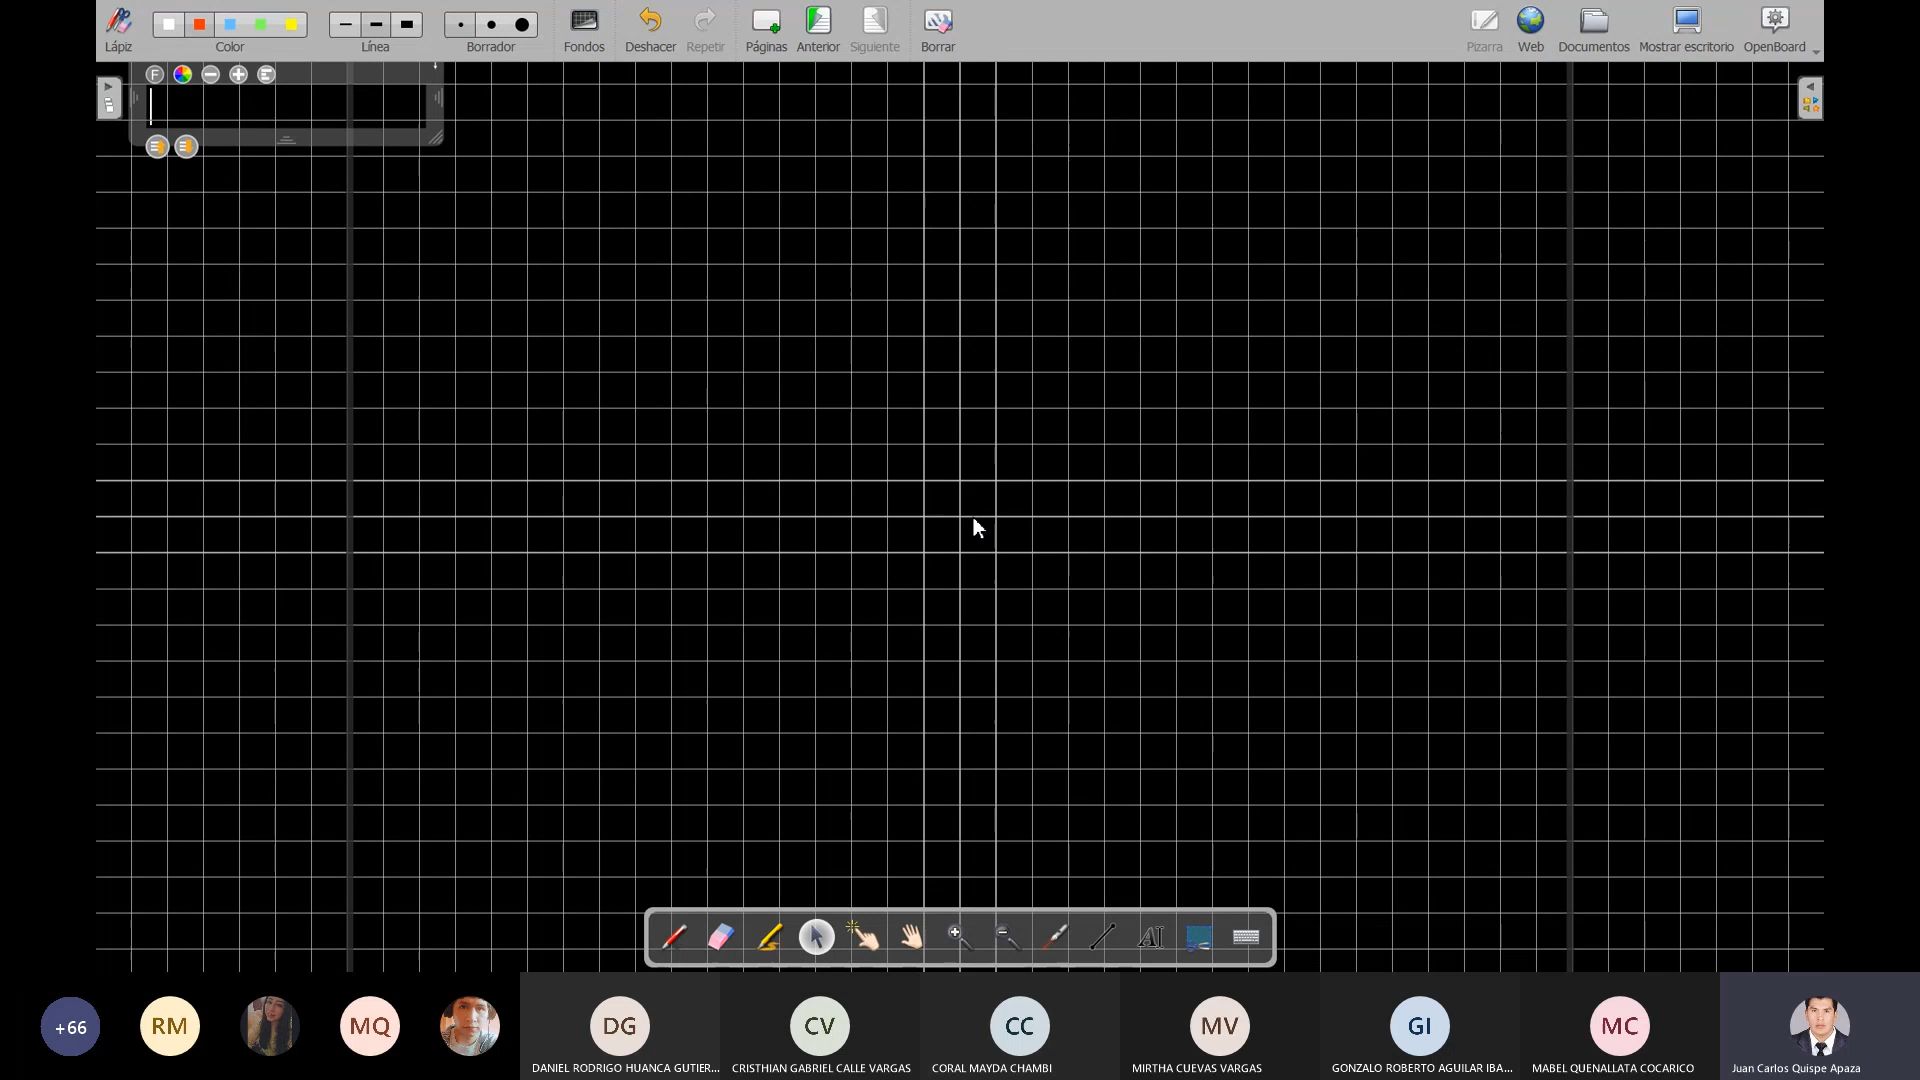 Lápiz
Color
Línea
Borrador
Fondos
Deshacer
Repetir
Páginas
Anterior
Siguiente
Borrar
Pizarra
Web
Documentos
Mostrar escritorio
OpenBoard
F
AI
+66
RM
MQ
DG
DANIEL RODRIGO HUANCA GUTIER...
CV
CRISTHIAN GABRIEL CALLE VARGAS
CC
CORAL MAYDA CHAMBI
MV
MIRTHA CUEVAS VARGAS
GI
GONZALO ROBERTO AGUILAR IBA...
MC
MABEL QUENALLATA COCARICO
Juan Carlos Quispe Apaza